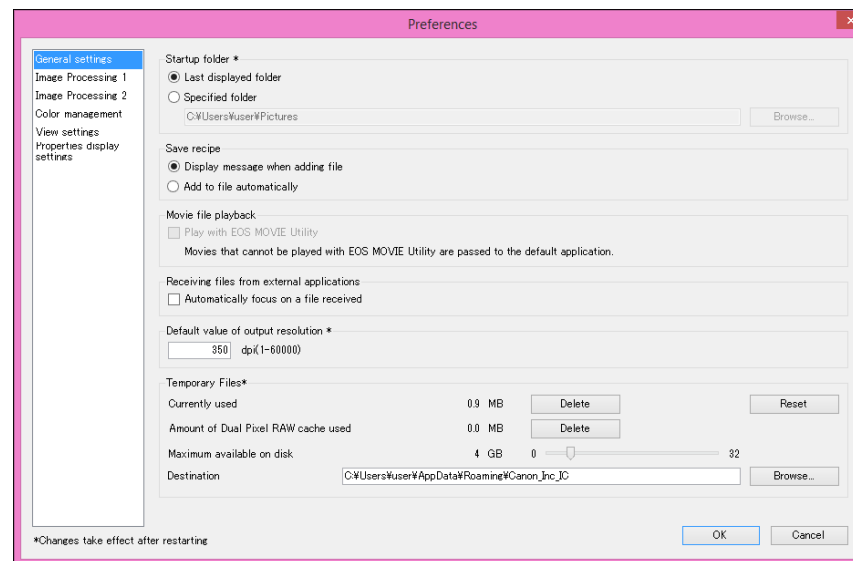 Preferences
General settings
Image Processing 1
Image Processing 2
Color management
View settings
Properties display
settings
Startup folder *
Last displayed folder
Specified folder
C:¥Users¥user¥Pictures
Browse...
Save recipe
Display message when adding file
Add to file automatically
Movie file playback
Play with EOS MOVIE Utility
Movies that cannot be played with EOS MOVIE Utility are passed to the default application.
Receiving files from external applications
Automatically focus on a file received
Default value of output resolution *
350 dpi(1-60000)
Temporary Files*
Currently used 0.9 MB Delete Reset
Amount of Dual Pixel RAW cache used 0.0 MB Delete
Maximum available on disk 4 GB 0 32
Destination C:¥Users¥user¥AppData¥Roaming¥Canon_Inc_IC Browse...
*Changes take effect after restarting
OK Cancel